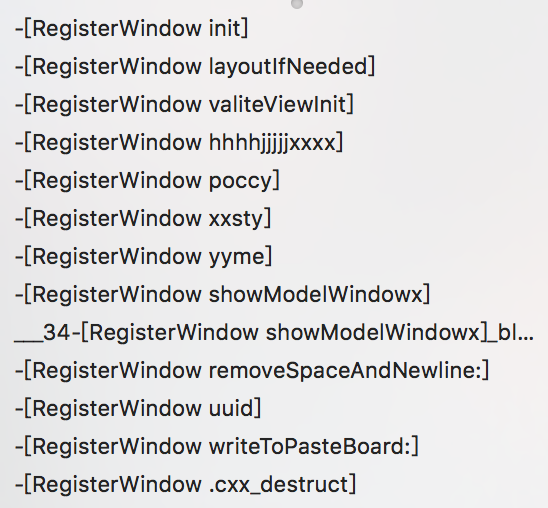 -[RegisterWindow init]
-[RegisterWindow layoutIfNeeded]
-[RegisterWindow valiteViewInit]
-[RegisterWindow hhhhjjjjjxxxx]
-[RegisterWindow poccy]
-[RegisterWindow xxsty]
-[RegisterWindow yyme]
-[RegisterWindow showModelWindowx]
___34-[RegisterWindow showModelWindowx]_bl...
-[RegisterWindow removeSpaceAndNewline:]
-[RegisterWindow uuid]
-[RegisterWindow writeToPasteBoard:]
-[RegisterWindow .cxx_destruct]